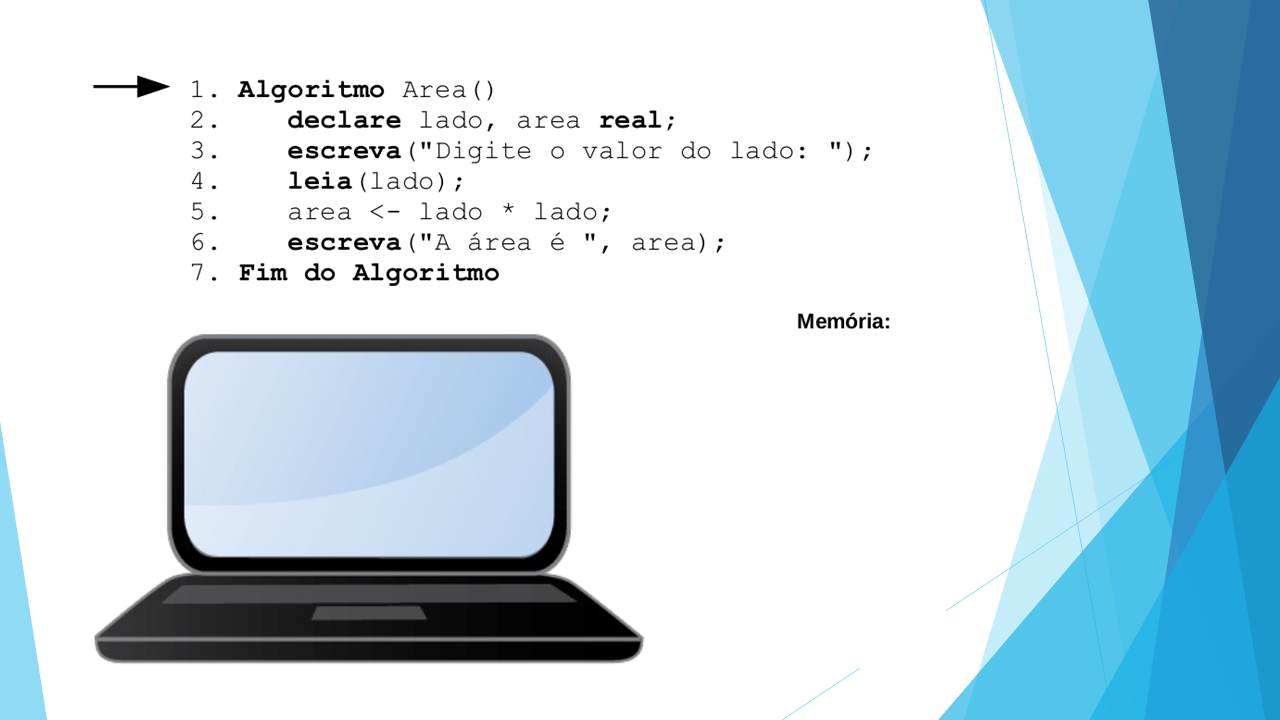 1. Algoritmo Area()
2. declare lado, area real;
3. escreva("Digite o valor do lado: ");
4. leia(lado);
5. area <- lado * lado;
6. escreva("A área é ", area);
7. Fim do Algoritmo
Memória: